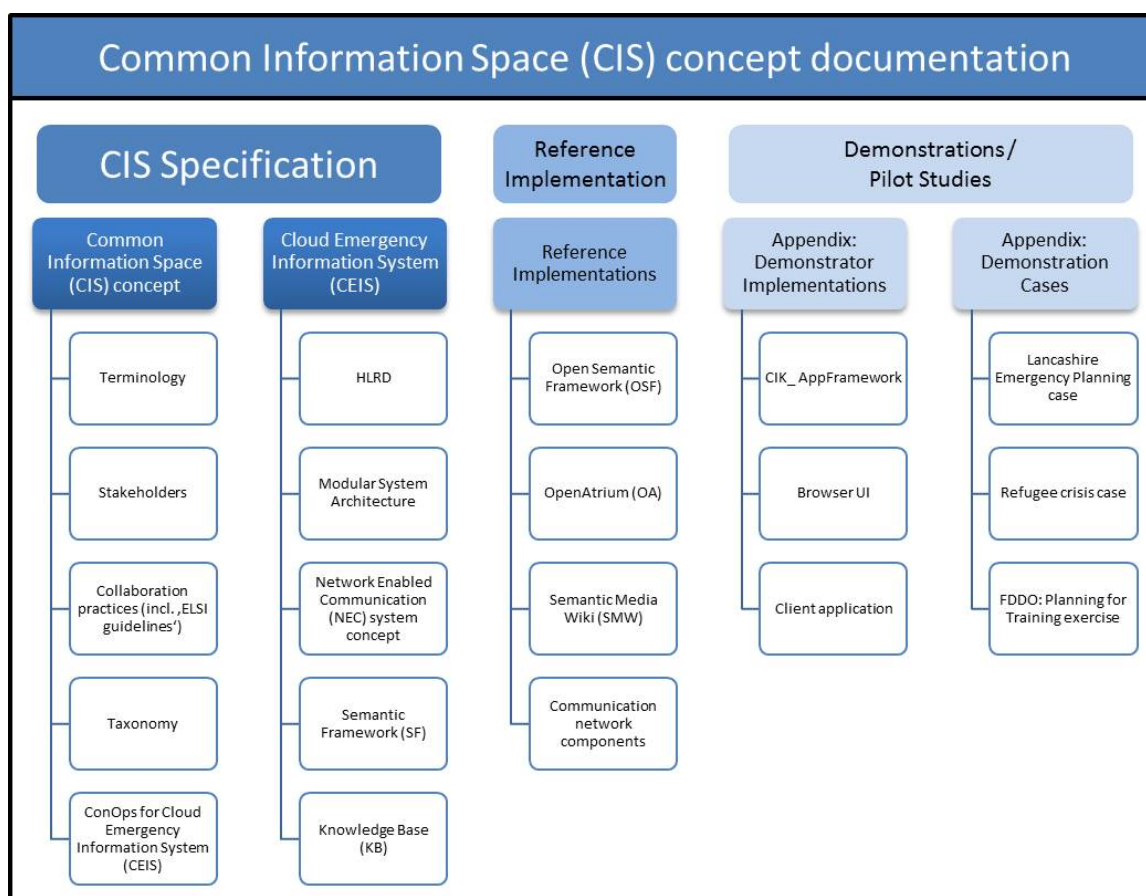 Common Information Space (CIS) concept documentation
CIS Specification
Reference
Implementation
Demonstrations /
Pilot Studies
Common
Information Space
(CIS) concept
Cloud Emergency
Information System
(CEIS)
Reference
Implementations
Appendix:
Demonstrator
Implementations
Appendix:
Demonstration
Cases
Terminology
Stakeholders
Collaboration
practices (incl. ‚ELSI
guidelines‘)
Taxonomy
ConOps for Cloud
Emergency
Information System
(CEIS)
HLRD
Modular System
Architecture
Network Enabled
Communication
(NEC) system
concept
Semantic
Framework (SF)
Knowledge Base
(KB)
Open Semantic
Framework (OSF)
OpenAtrium (OA)
Semantic Media
Wiki (SMW)
Communication
network
components
CIK_ AppFramework
Browser UI
Client application
Lancashire
Emergency Planning
case
Refugee crisis case
FDDO: Planning for
Training exercise